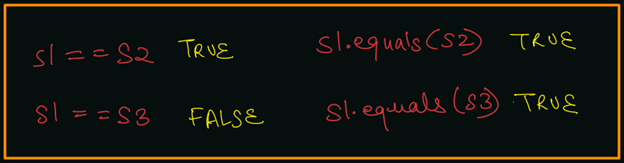 S1 == S2 TRUE S1.equals(S2) TRUE
S1 == S3 FALSE S1.equals(S3) TRUE